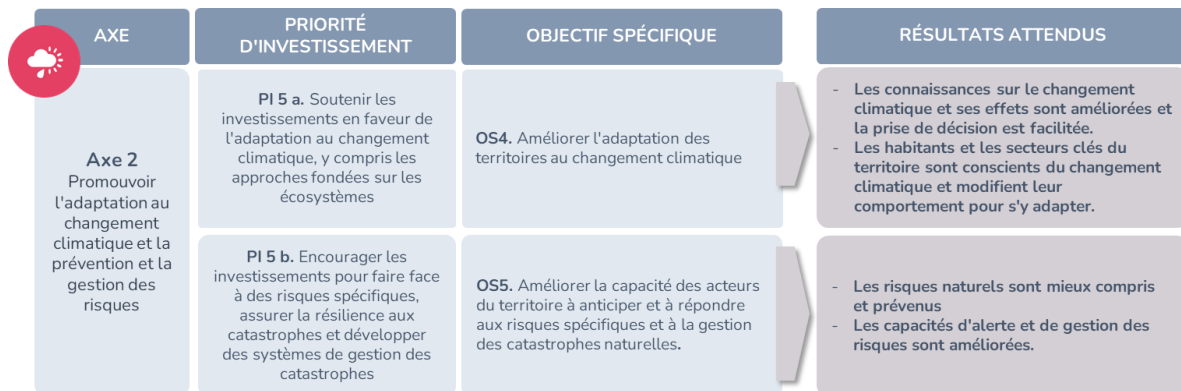 AXE
PRIORITÉ
D'INVESTISSEMENT
OBJECTIF SPÉCIFIQUE
RÉSULTATS ATTENDUS
Axe 2
Promouvoir
l'adaptation au
changement
climatique et la
prévention et la
gestion des
risques
PI 5 a. Soutenir les
investissements en faveur de
l'adaptation au changement
climatique, y compris les
approches fondées sur les
écosystèmes
OS4. Améliorer l'adaptation des
territoires au changement climatique
- Les connaissances sur le changement
climatique et ses effets sont améliorées et
la prise de décision est facilitée.
- Les habitants et les secteurs clés du
territoire sont conscients du changement
climatique et modifient leur
comportement pour s'y adapter.
PI 5 b. Encourager les
investissements pour faire face
à des risques spécifiques,
assurer la résilience aux
catastrophes et développer
des systèmes de gestion des
catastrophes
OS5. Améliorer la capacité des acteurs
du territoire à anticiper et à répondre
aux risques spécifiques et à la gestion
des catastrophes naturelles.
- Les risques naturels sont mieux compris
et prévenus
- Les capacités d'alerte et de gestion des
risques sont améliorées.